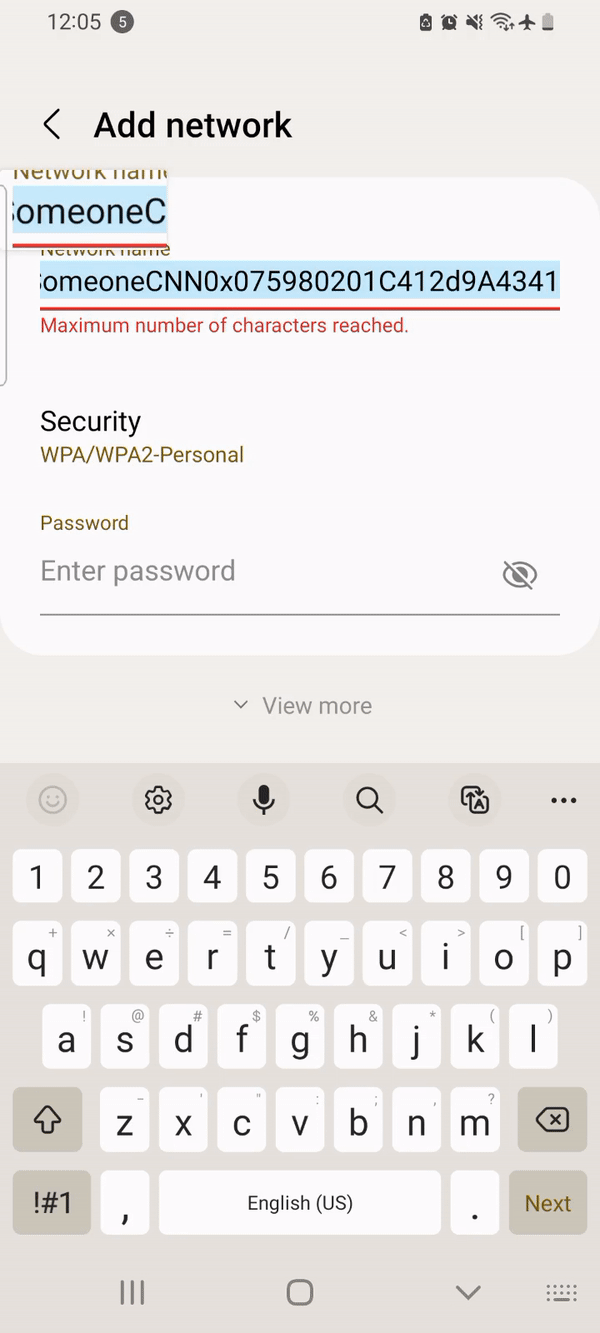 12:05 5
Add network
Network name
SomeoneC
Network name
SomeoneCNN0x075980201C412d9A4341
Maximum number of characters reached.
Security
WPA/WPA2-Personal
Password
Enter password
View more
1 2 3 4 5 6 7 8 9 0
+ × ÷ = / _ < > [ ]
q w e r t y u i o p
! @ # $ % & * ( )
a s d f g h j k l
- ' " : ; , ?
z x c v b n m
!#1 , English (US) . Next